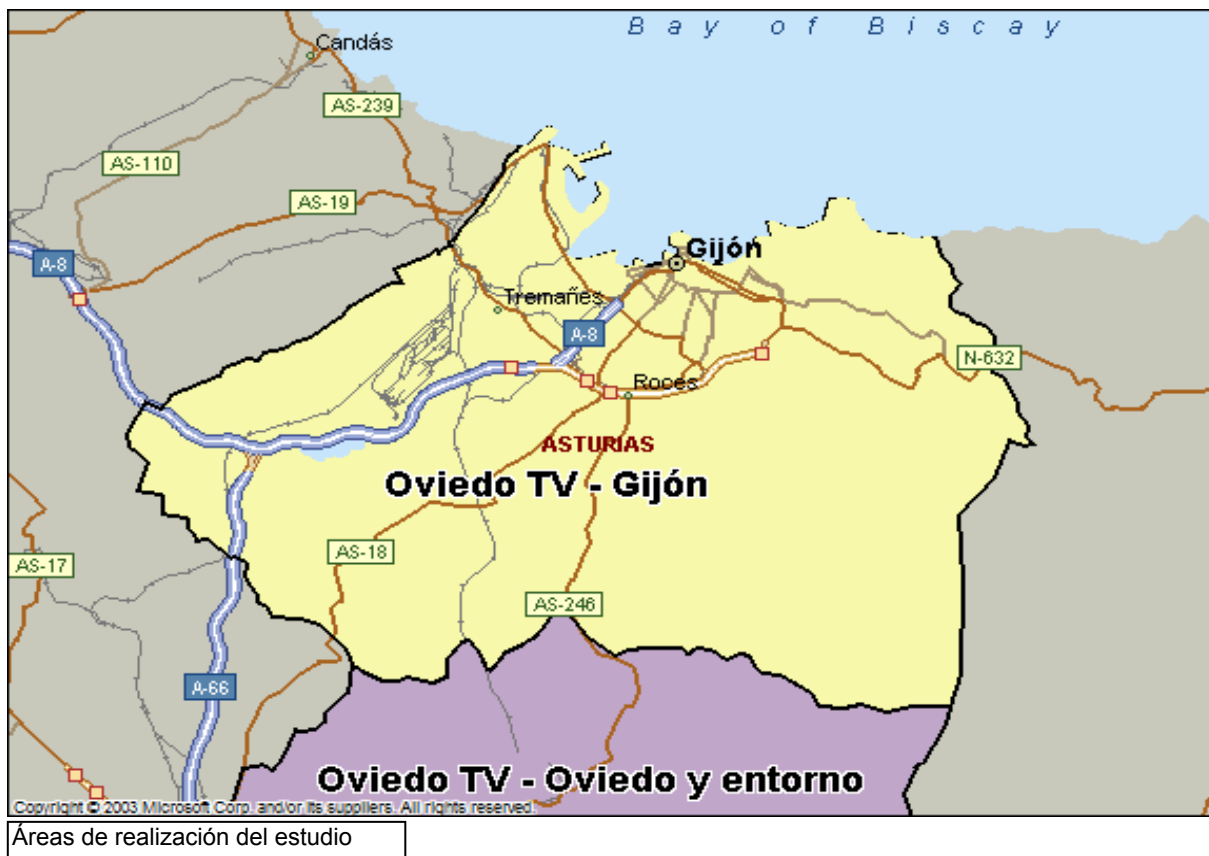 Bay of Biscay
Candás
AS-239
AS-110
AS-19
A-8
Gijón
Tremañes
A-8
N-632
Roces
ASTURIAS
Oviedo TV - Gijón
AS-17
AS-18
AS-246
A-66
Oviedo TV - Oviedo y entorno
Copyright © 2003 Microsoft Corp. and/or its suppliers. All rights reserved.
Áreas de realización del estudio